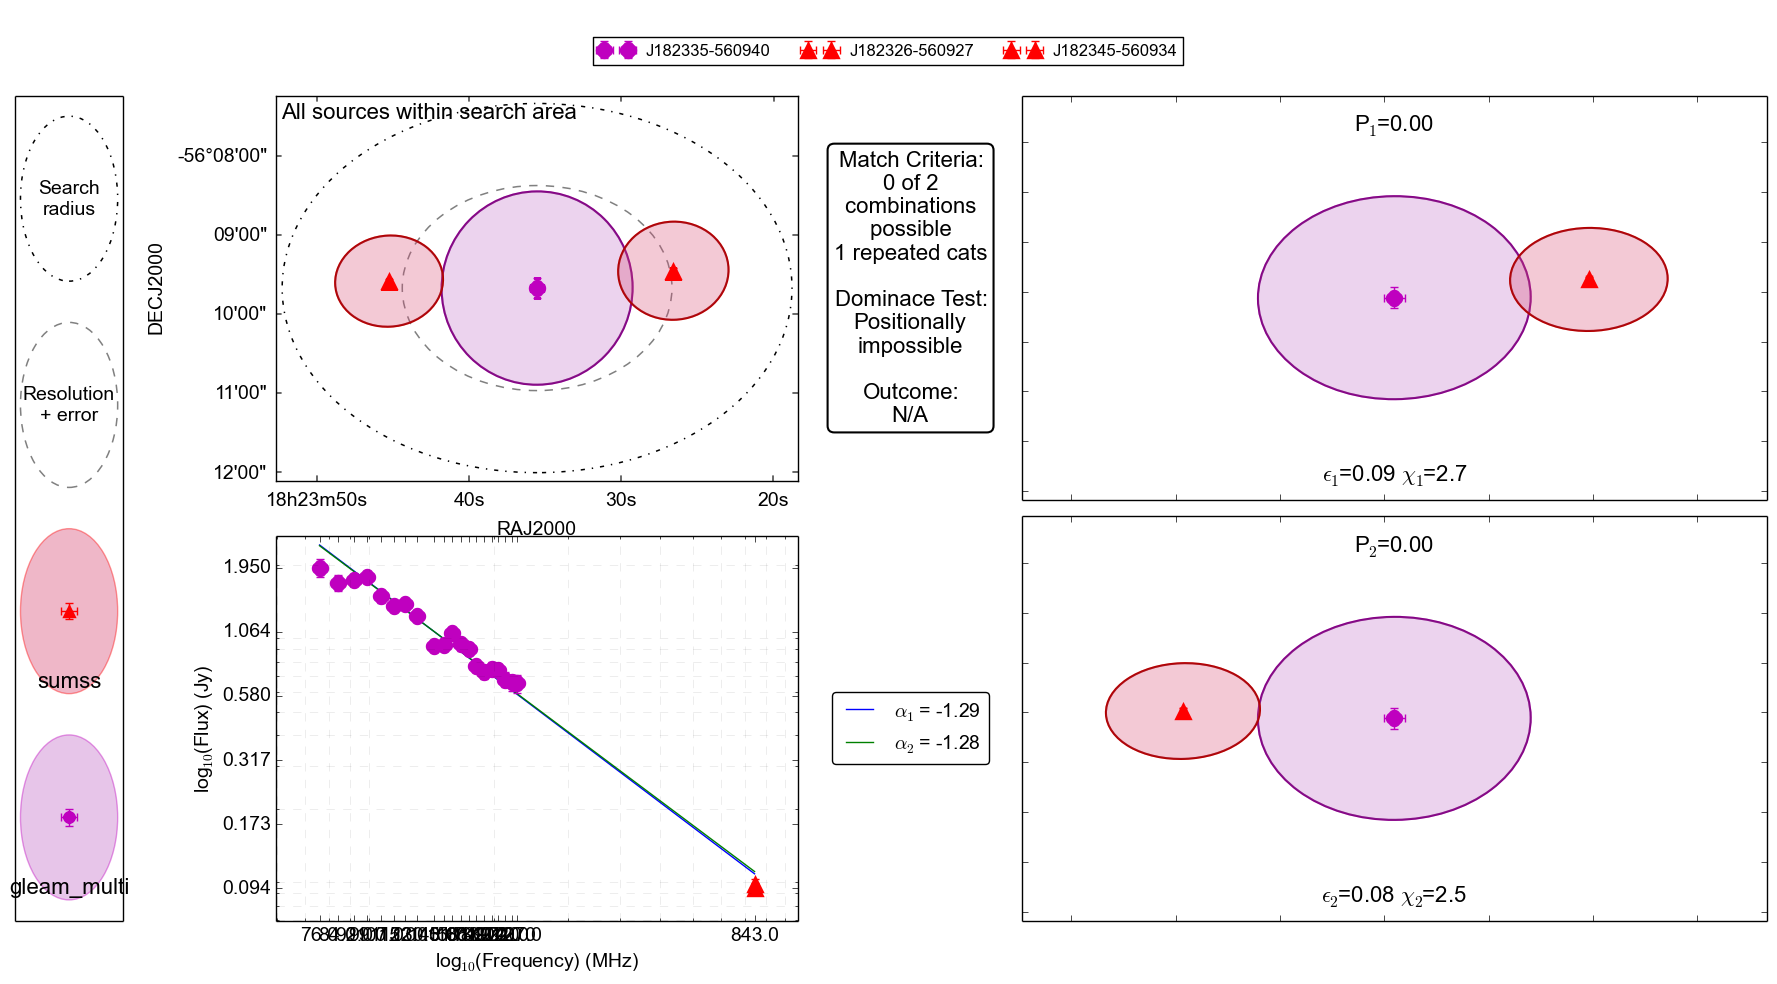 J182335-560940 J182326-560927 J182345-560934
Search
radius
Resolution
+ error
sumss
gleam_multi
All sources within search area
DECJ2000
-56°08'00"
09'00"
10'00"
11'00"
12'00"
18h23m50s 40s 30s 20s
RAJ2000
Match Criteria:
0 of 2
combinations
possible
1 repeated cats
Dominace Test:
Positionally
impossible
Outcome:
N/A
P1=0.00
ϵ1=0.09 χ1=2.7
log10(Flux) (Jy)
1.950
1.064
0.580
0.317
0.173
0.094
843.0
log10(Frequency) (MHz)
α1 = -1.29
α2 = -1.28
P2=0.00
ϵ2=0.08 χ2=2.5